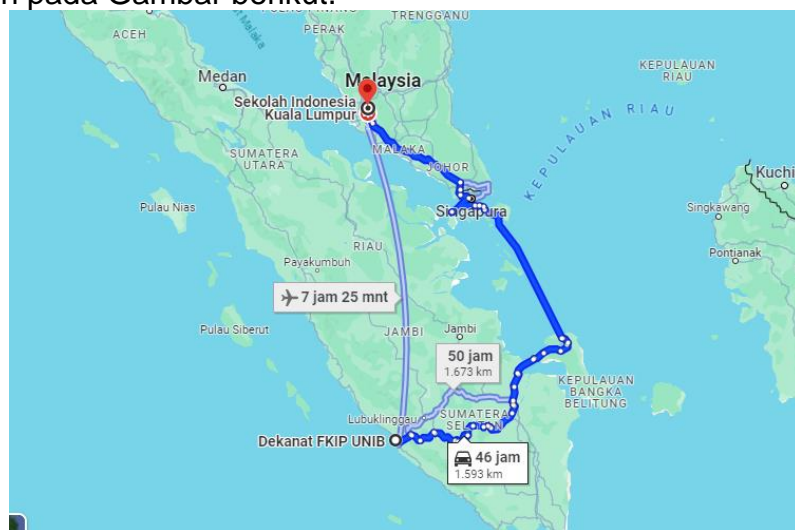 pada Gambar berikut:
TRENGGANU
ACEH
PERAK
KEPULAUAN
RIAU
Medan
Malaysia
Sekolah Indonesia
Kuala Lumpur
KEPULAUAN RIAU
MALAKA
SUMATERA
UTARA
JOHOR
Kuchi
Pulau Nias
Singapura
Singkawang
RIAU
Pontianak
Payakumbuh
7 jam 25 mnt
Pulau Siberut
JAMBI
Jambi
50 jam
1.673 km
KEPULAUAN
BANGKA
BELITUNG
Lubuklinggau
SUMATERA
SELATAN
Dekanat FKIP UNIB
46 jam
1.593 km